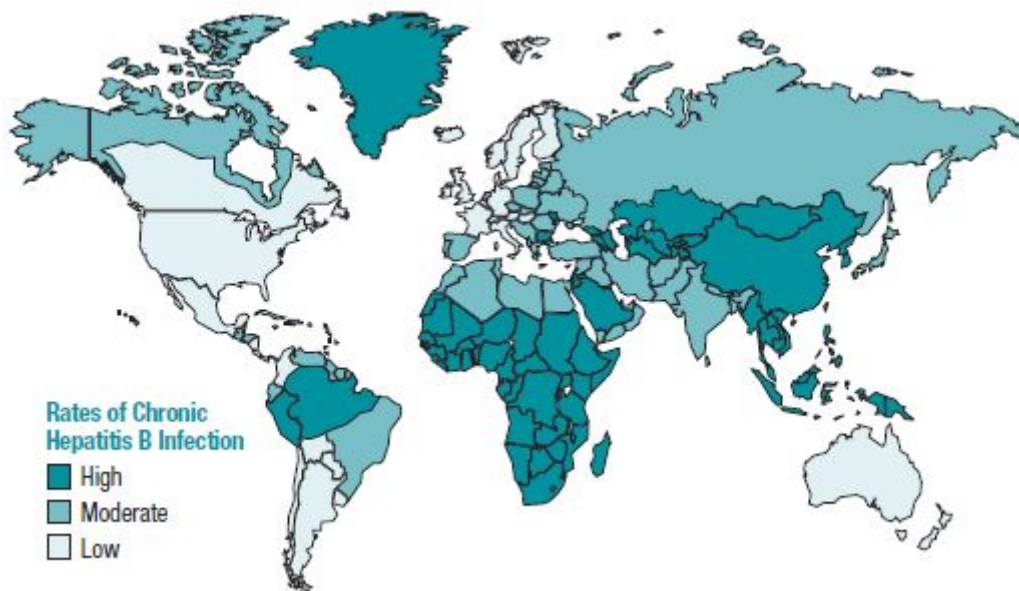 Rates of Chronic
Hepatitis B Infection
High
Moderate
Low